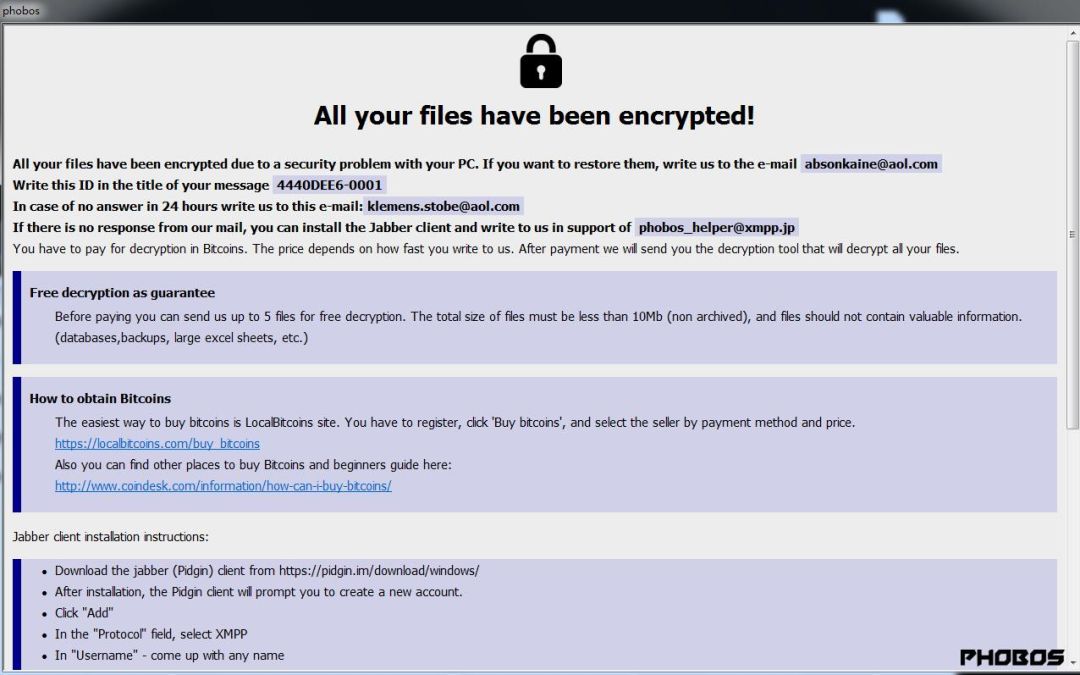 phobos
All your files have been encrypted!
All your files have been encrypted due to a security problem with your PC. If you want to restore them, write us to the e-mail absonkaine@aol.com
Write this ID in the title of your message 4440DEE6-0001
In case of no answer in 24 hours write us to this e-mail: klemens.stobe@aol.com
If there is no response from our mail, you can install the Jabber client and write to us in support of phobos_helper@xmpp.jp
You have to pay for decryption in Bitcoins. The price depends on how fast you write to us. After payment we will send you the decryption tool that will decrypt all your files.
Free decryption as guarantee
Before paying you can send us up to 5 files for free decryption. The total size of files must be less than 10Mb (non archived), and files should not contain valuable information.
(databases,backups, large excel sheets, etc.)
How to obtain Bitcoins
The easiest way to buy bitcoins is LocalBitcoins site. You have to register, click 'Buy bitcoins', and select the seller by payment method and price.
https://localbitcoins.com/buy_bitcoins
Also you can find other places to buy Bitcoins and beginners guide here:
http://www.coindesk.com/information/how-can-i-buy-bitcoins/
Jabber client installation instructions:
• Download the jabber (Pidgin) client from https://pidgin.im/download/windows/
• After installation, the Pidgin client will prompt you to create a new account.
• Click "Add"
• In the "Protocol" field, select XMPP
• In "Username" - come up with any name
PHOBOS